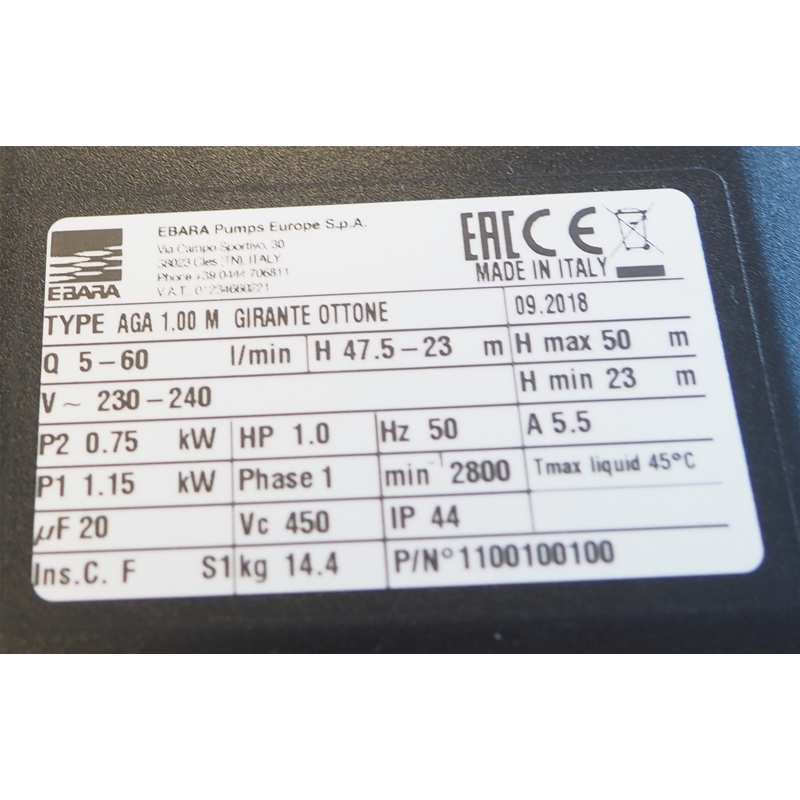 EBARA
EBARA Pumps Europe S.p.A.
Via Campo Sportivo, 30
38023 Cles (TN), ITALY
Phone +39 0444 706811
V.A.T.: 01234660221
EAC CE
MADE IN ITALY
TYPE AGA 1.00 M GIRANTE OTTONE 09.2018
Q 5-60 l/min H 47.5-23 m H max 50 m
V ~ 230-240 H min 23 m
P2 0.75 kW HP 1.0 Hz 50 A 5.5
P1 1.15 kW Phase 1 min⁻¹ 2800 Tmax liquid 45°C
µF 20 Vc 450 IP 44
Ins.C. F S1 kg 14.4 P/N°1100100100